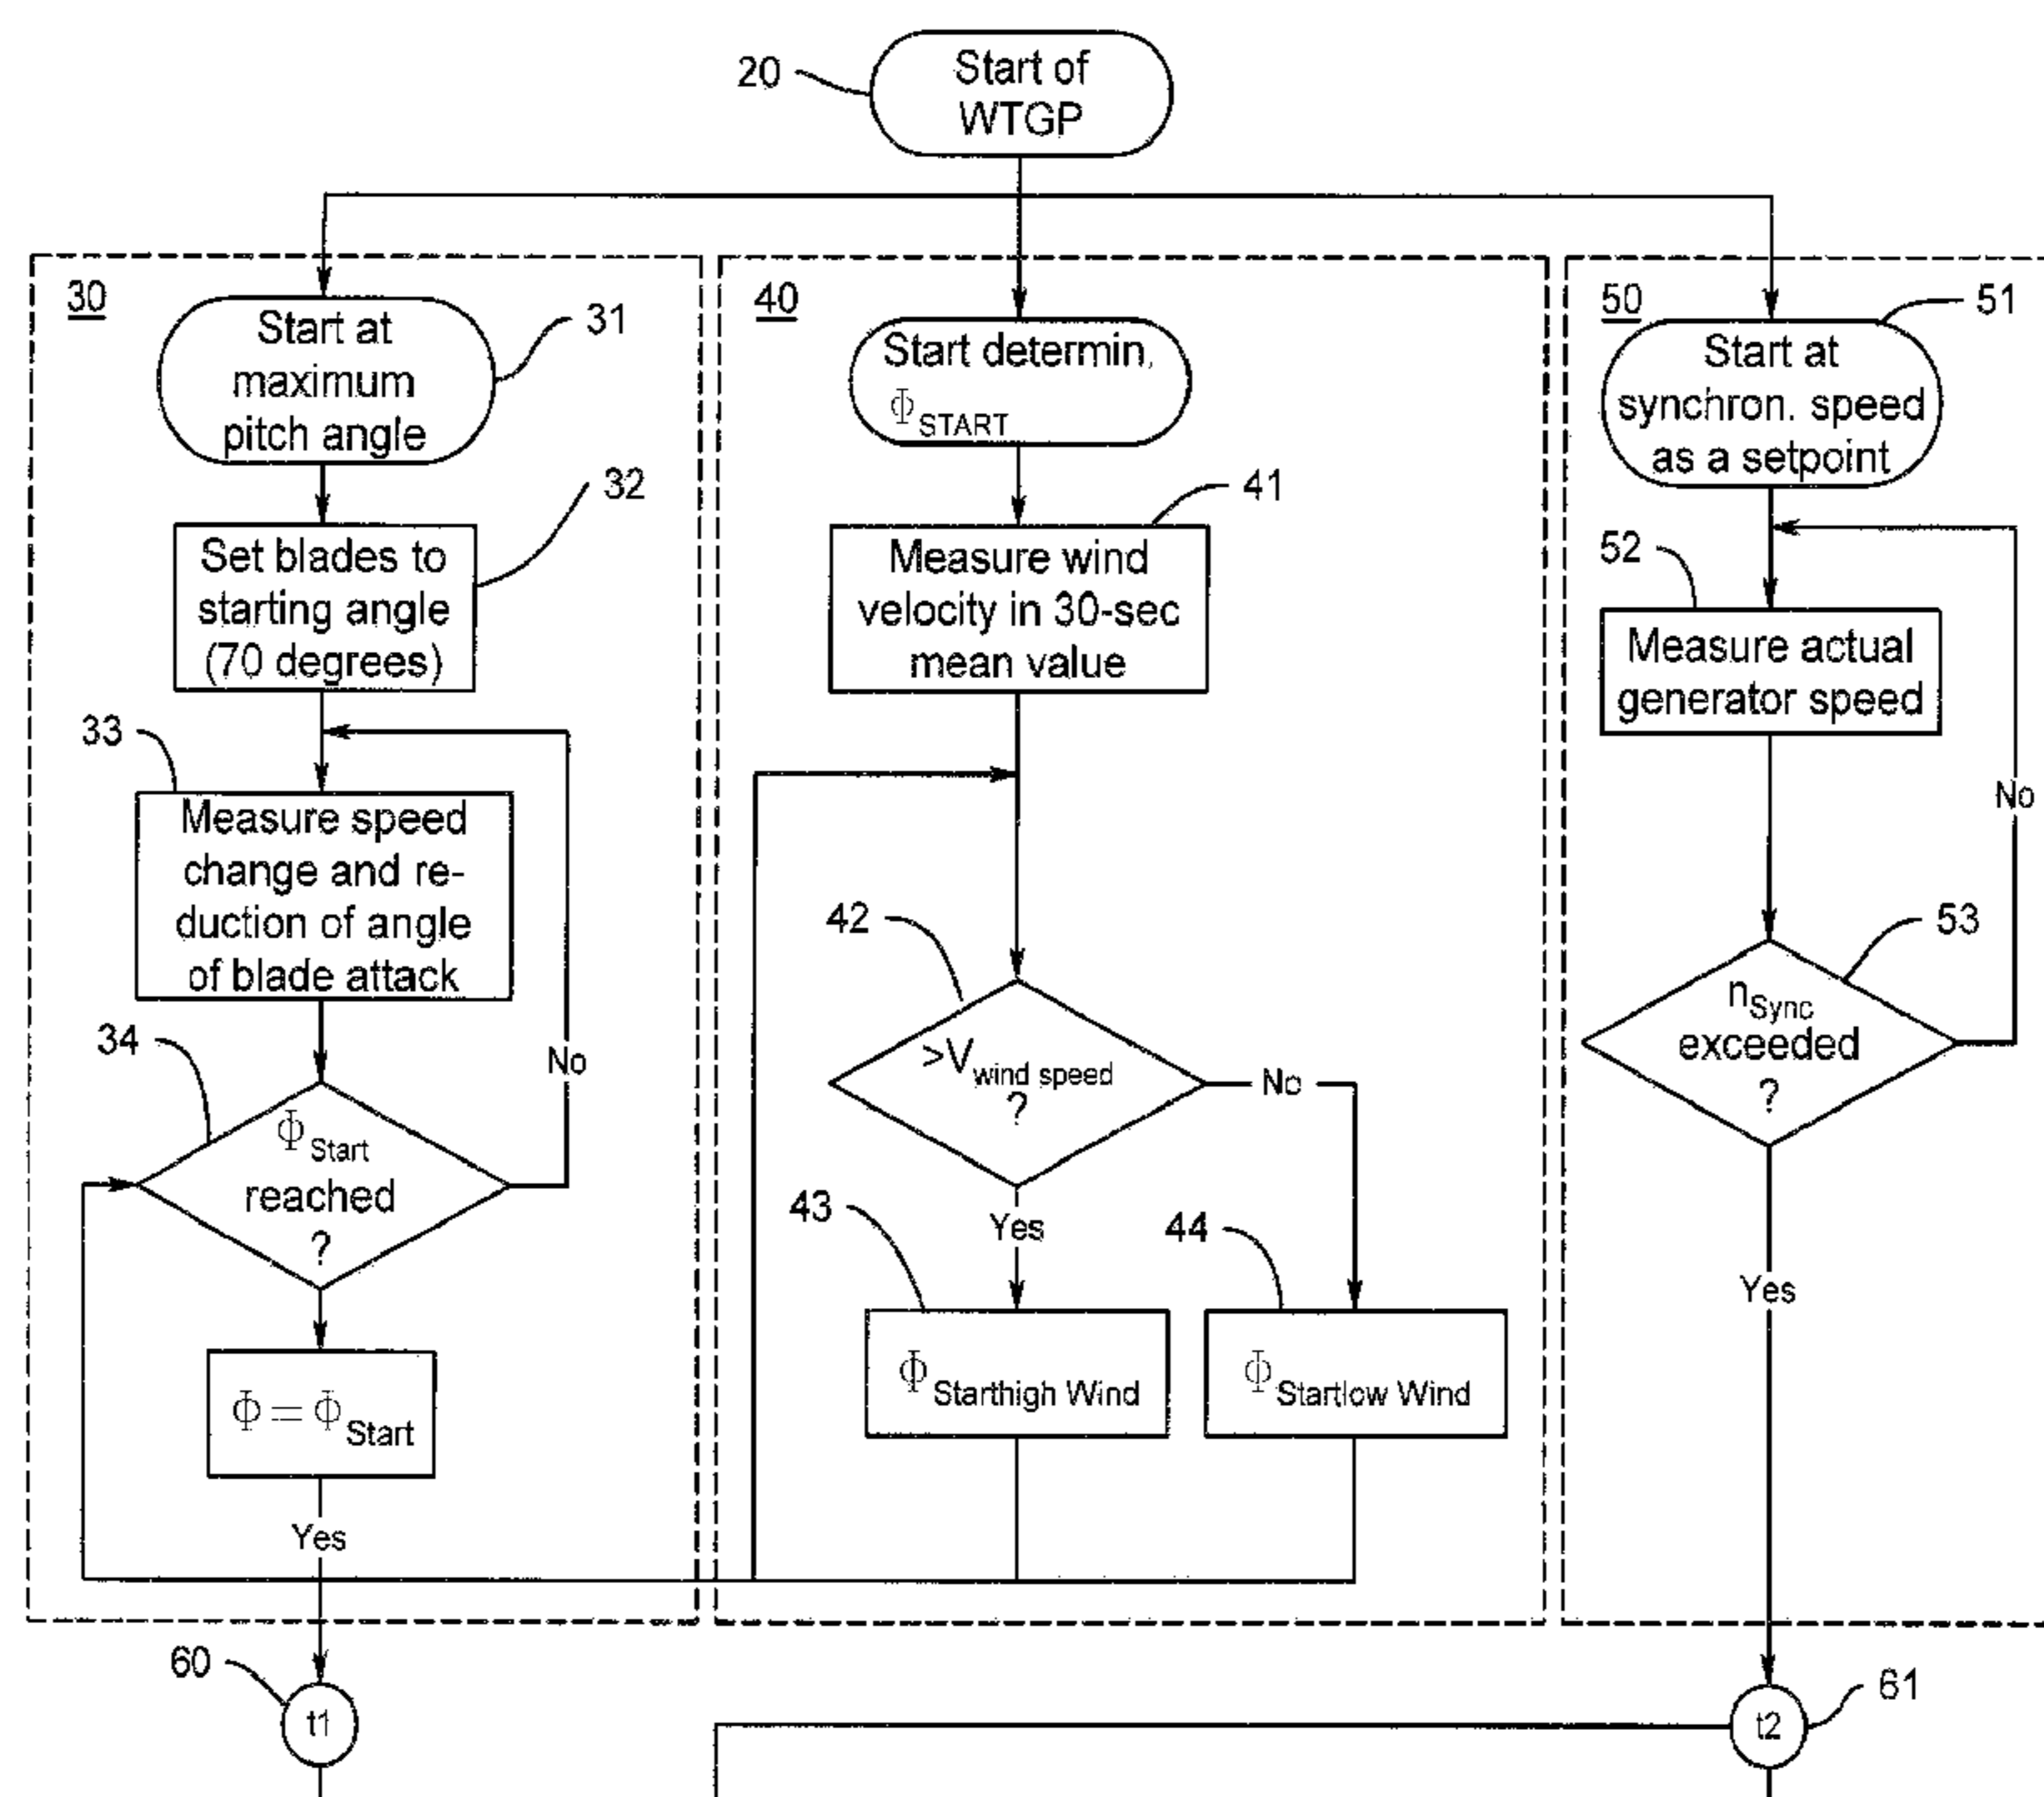 20
Start of
WTGP
30
Start at
maximum
pitch angle
31
Set blades to
starting angle
(70 degrees)
32
33
Measure speed
change and re-
duction of angle
of blade attack
34
Φ Start
reached
?
No
Φ = Φ Start
Yes
60
t1
40
Start determin.
Φ START
41
Measure wind
velocity in 30-sec
mean value
42
>V wind speed
?
No
Yes
43
Φ Starthigh Wind
44
Φ Startlow Wind
50
51
Start at
synchron. speed
as a setpoint
52
Measure actual
generator speed
No
53
n Sync
exceeded
?
Yes
61
t2